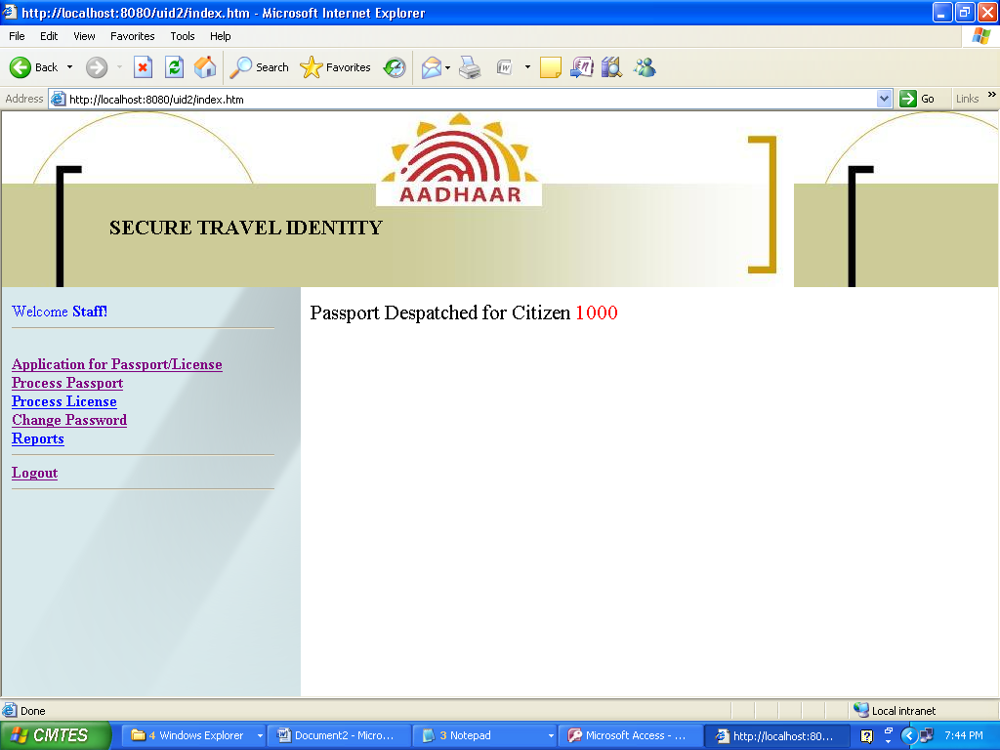 http://localhost:8080/uid2/index.htm - Microsoft Internet Explorer
File Edit View Favorites Tools Help
Back Search Favorites
Address http://localhost:8080/uid2/index.htm Go Links »
AADHAAR
SECURE TRAVEL IDENTITY
Welcome Staff!
Passport Despatched for Citizen 1000
Application for Passport/License
Process Passport
Process License
Change Password
Reports
Logout
Done Local intranet
CMTES 4 Windows Explorer Document2 - Micro... 3 Notepad Microsoft Access - ... http://localhost:80... 7:44 PM